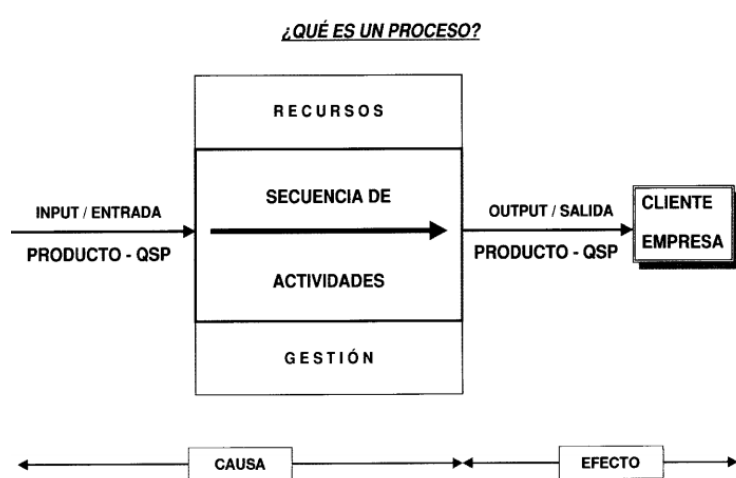 ¿QUÉ ES UN PROCESO?
RECURSOS
SECUENCIA DE
ACTIVIDADES
GESTIÓN
INPUT / ENTRADA
PRODUCTO - QSP
OUTPUT / SALIDA
PRODUCTO - QSP
CLIENTE
EMPRESA
CAUSA
EFECTO